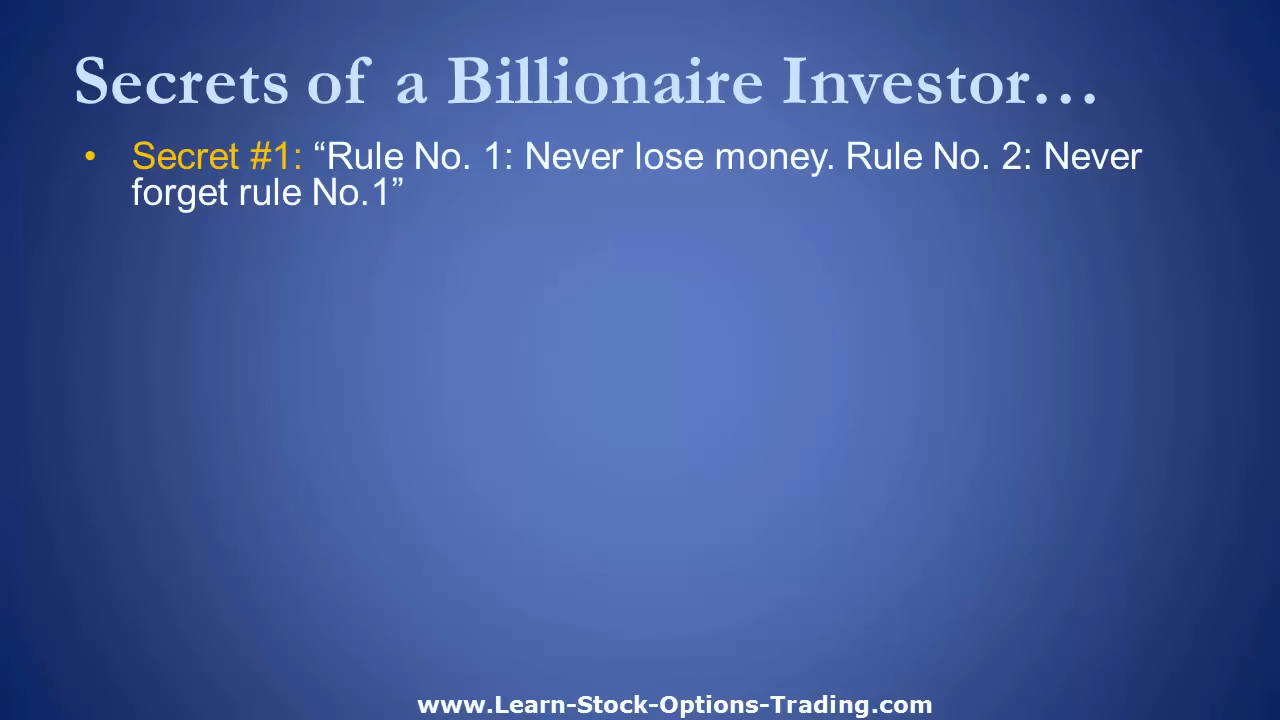 Secrets of a Billionaire Investor…
• Secret #1: “Rule No. 1: Never lose money. Rule No. 2: Never
forget rule No.1”
www.Learn-Stock-Options-Trading.com